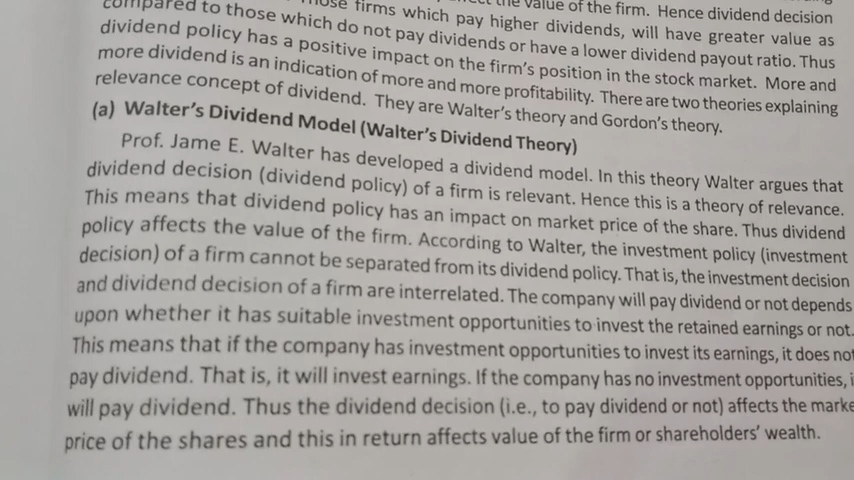 compared to those which do not pay dividends or have a lower dividend payout ratio. Thus
those firms which pay higher dividends, will have greater value as
the value of the firm. Hence dividend decision
dividend policy has a positive impact on the firm's position in the stock market. More and
more dividend is an indication of more and more profitability. There are two theories explaining
relevance concept of dividend. They are Walter's theory and Gordon's theory.
(a) Walter's Dividend Model (Walter's Dividend Theory)
Prof. Jame E. Walter has developed a dividend model. In this theory Walter argues that
dividend decision (dividend policy) of a firm is relevant. Hence this is a theory of relevance.
This means that dividend policy has an impact on market price of the share. Thus dividend
policy affects the value of the firm. According to Walter, the investment policy (investment
decision) of a firm cannot be separated from its dividend policy. That is, the investment decision
and dividend decision of a firm are interrelated. The company will pay dividend or not depends
upon whether it has suitable investment opportunities to invest the retained earnings or not.
This means that if the company has investment opportunities to invest its earnings, it does not
pay dividend. That is, it will invest earnings. If the company has no investment opportunities, i
will pay dividend. Thus the dividend decision (i.e., to pay dividend or not) affects the marke
price of the shares and this in return affects value of the firm or shareholders' wealth.